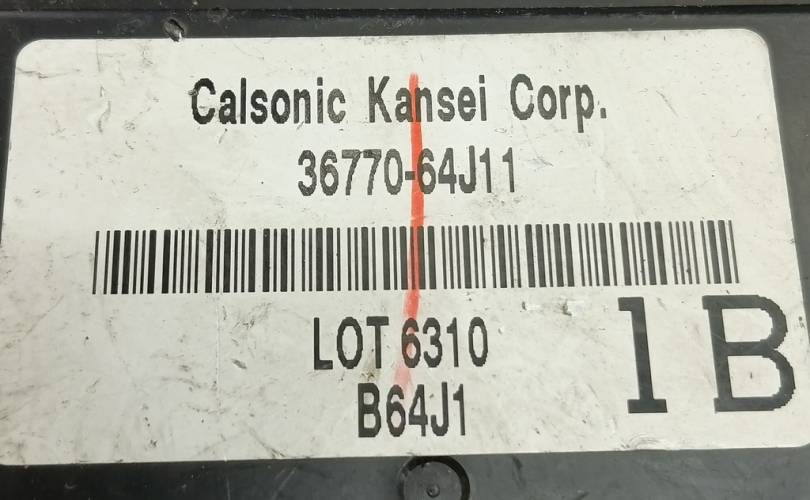 Calsonic Kansei Corp.
36770-64J11
LOT 6310
B64J1
1B